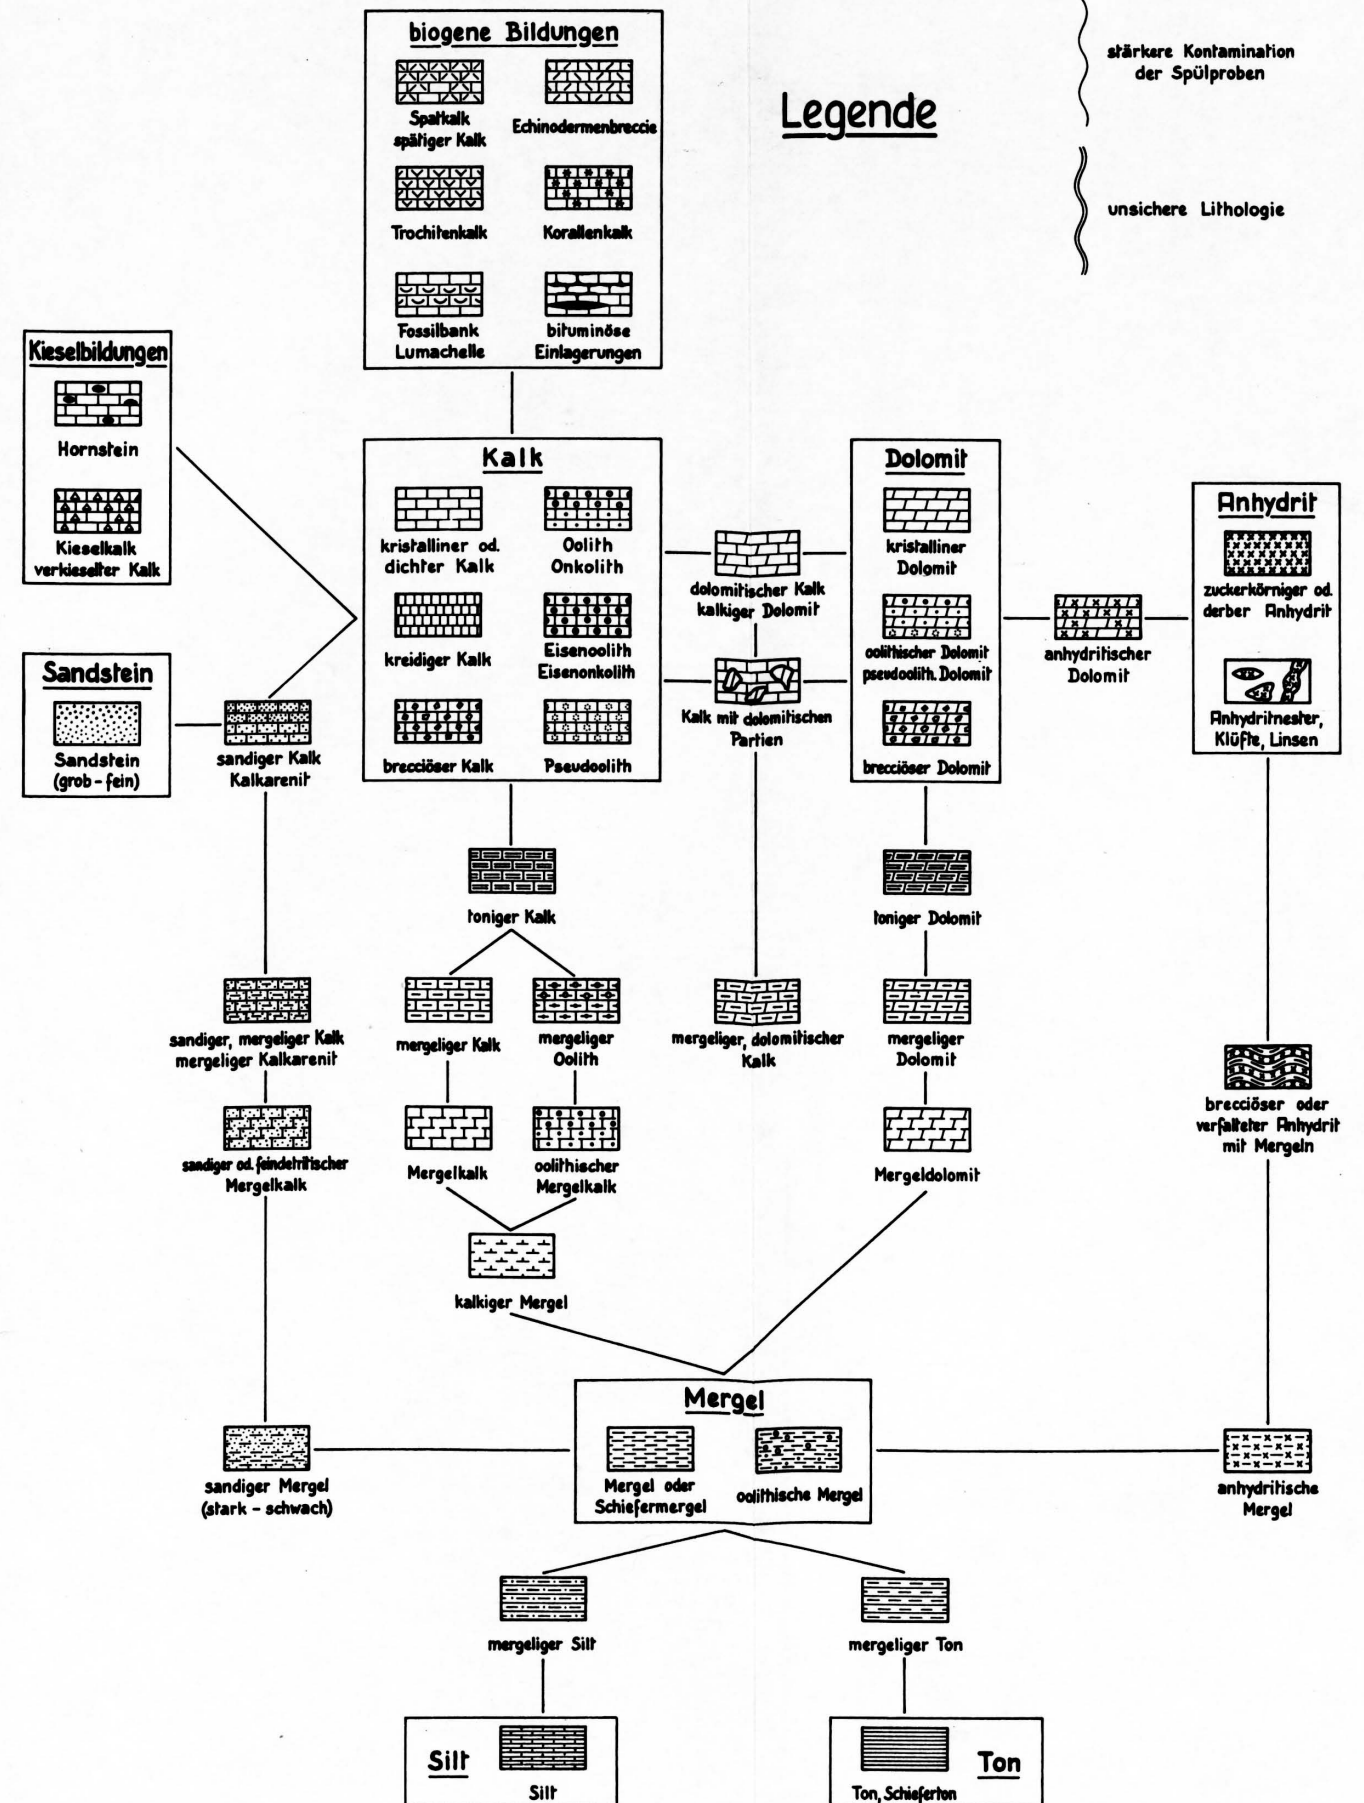 Legende
stärkere Kontamination
der Spülproben
unsichere Lithologie
biogene Bildungen
Spatkalk
spätiger Kalk
Echinodermenbreccie
Trochitenkalk
Korallenkalk
Fossilbank
Lumachelle
bituminöse
Einlagerungen
Kieselbildungen
Hornstein
Kieselkalk
verkieselter Kalk
Sandstein
Sandstein
(grob - fein)
sandiger Kalk
Kalkarenit
Kalk
kristalliner od.
dichter Kalk
Oolith
Onkolith
kreidiger Kalk
Eisenoolith
Eisenonkolith
brecciöser Kalk
Pseudoolith
dolomitischer Kalk
kalkiger Dolomit
Kalk mit dolomitischen
Partien
Dolomit
kristalliner
Dolomit
oolithischer Dolomit
pseudoolith. Dolomit
brecciöser Dolomit
anhydritischer
Dolomit
Anhydrit
zuckerkörniger od.
derber Anhydrit
Anhydritnester,
Klüfte, Linsen
toniger Kalk
toniger Dolomit
sandiger, mergeliger Kalk
mergeliger Kalkarenit
mergeliger Kalk
mergeliger
Oolith
mergeliger, dolomitischer
Kalk
mergeliger
Dolomit
brecciöser oder
verfalteter Anhydrit
mit Mergeln
sandiger od. feindetritischer
Mergelkalk
Mergelkalk
oolithischer
Mergelkalk
Mergeldolomit
kalkiger Mergel
Mergel
Mergel oder
Schiefermergel
oolithische Mergel
sandiger Mergel
(stark - schwach)
anhydritische
Mergel
mergeliger Silt
mergeliger Ton
Silt
Silt
Ton
Ton, Schieferton